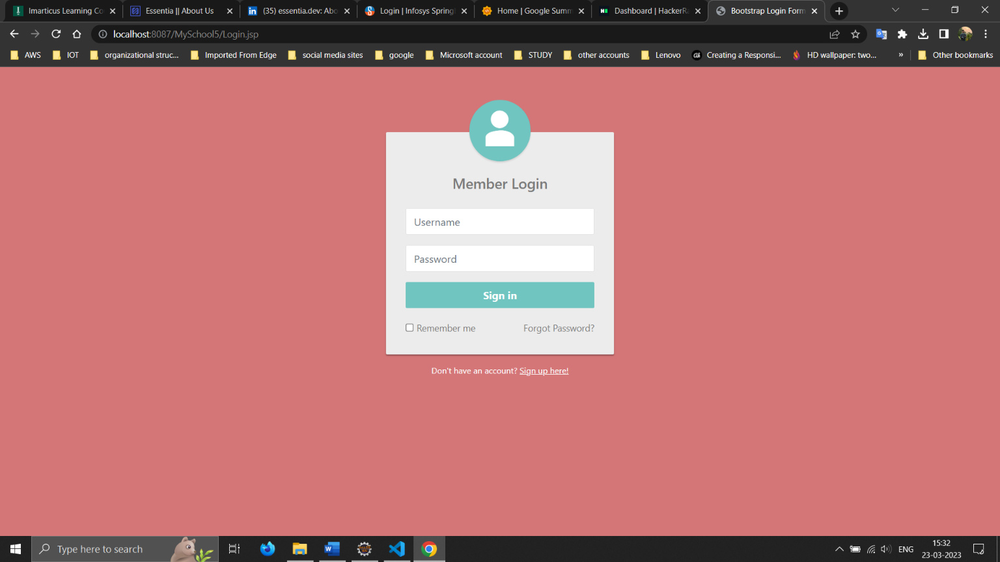 Imarticus Learning Co
Essentia || About Us
(35) essentia.dev: Abo
Login | Infosys Spring
Home | Google Summ
Dashboard | HackerRa
Bootstrap Login Form
localhost:8087/MySchool5/Login.jsp
AWS
IOT
organizational struc...
Imported From Edge
social media sites
google
Microsoft account
STUDY
other accounts
Lenovo
Creating a Responsi...
HD wallpaper: two...
»
Other bookmarks
Member Login
Username
Password
Sign in
Remember me
Forgot Password?
Don't have an account? Sign up here!
Type here to search
ENG
15:32
23-03-2023